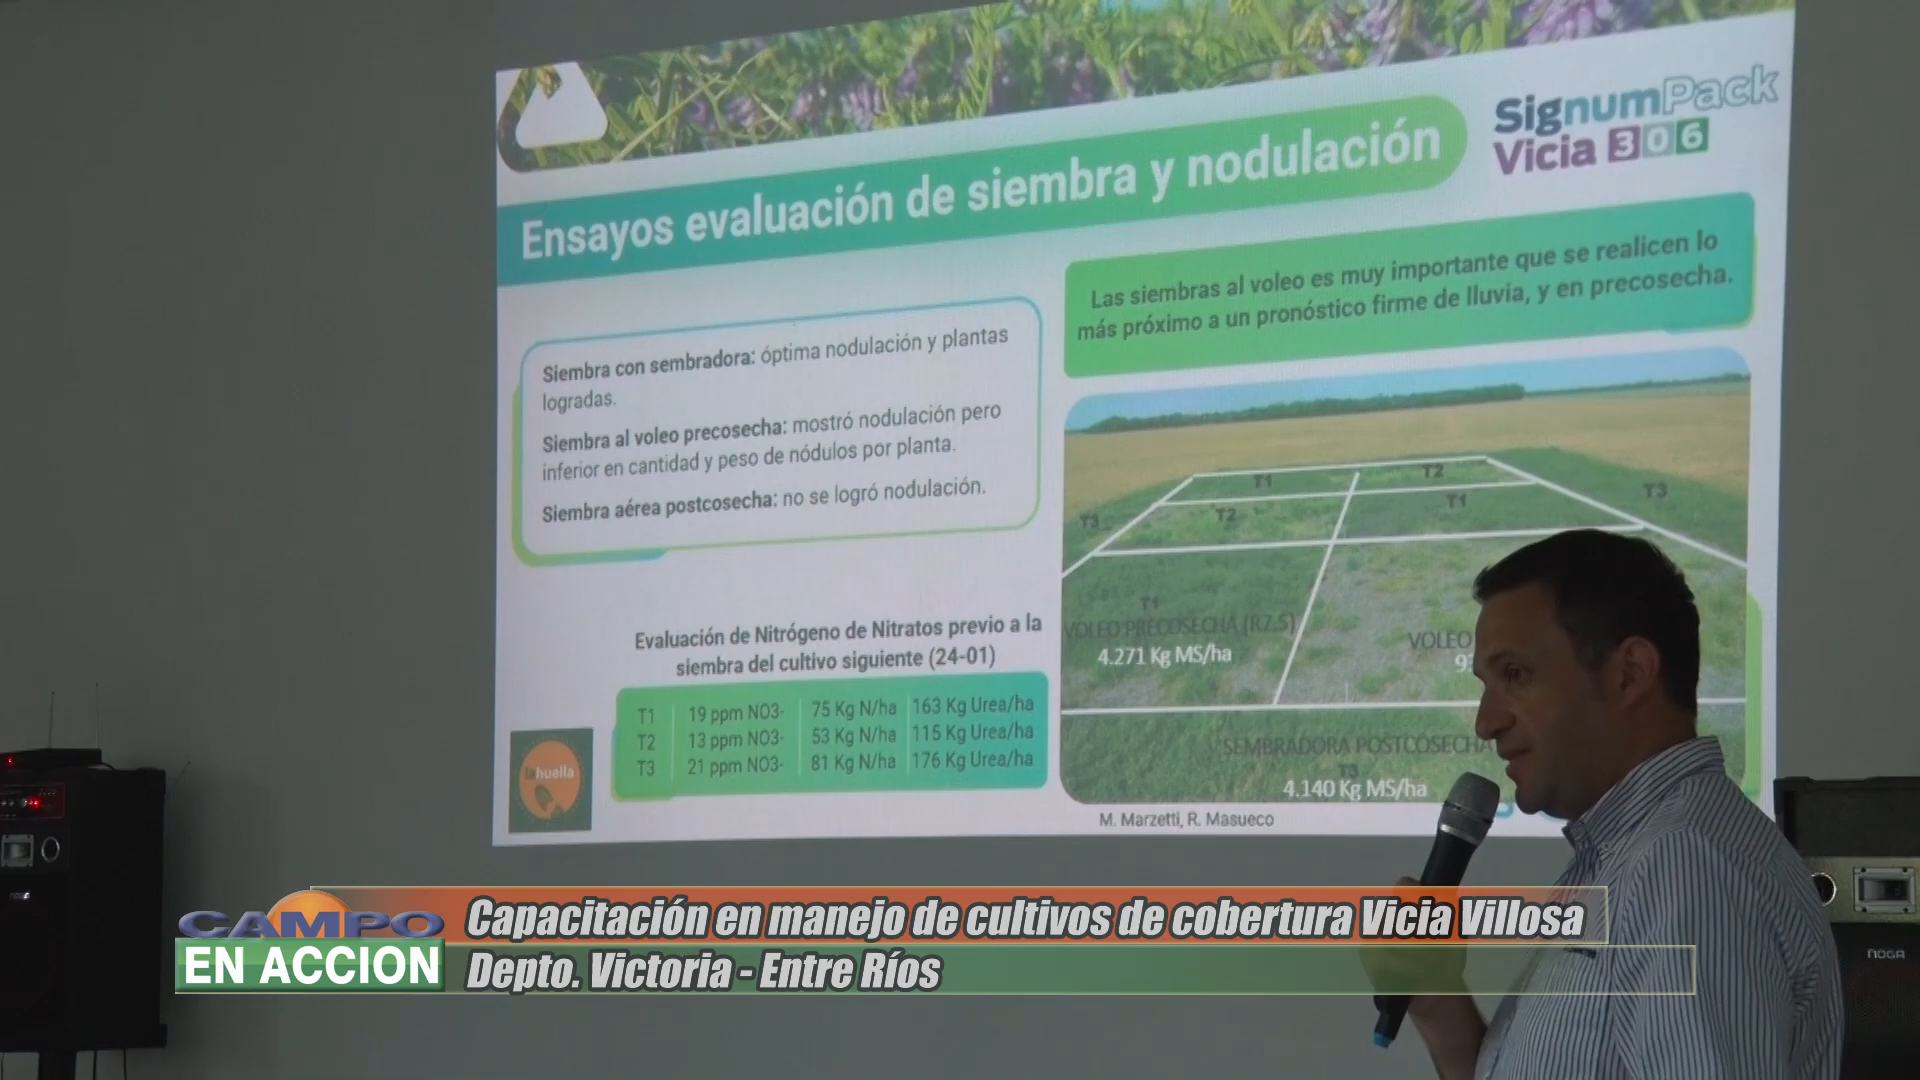 SignumPack
Vicia 306
Ensayos evaluación de siembra y nodulación
Las siembras al voleo es muy importante que se realicen lo
más próximo a un pronóstico firme de lluvia, y en precosecha.
Siembra con sembradora: óptima nodulación y plantas
logradas.
Siembra al voleo precosecha: mostró nodulación pero
inferior en cantidad y peso de nódulos por planta.
Siembra aérea postcosecha: no se logró nodulación.
T1
T2
T3
T2
T1
T3
T1
VOLEO PRECOSECHA (R7.5)
4.271 Kg MS/ha
VOLEO
SEMBRADORA POSTCOSECHA
T3
4.140 Kg MS/ha
Evaluación de Nitrógeno de Nitratos previo a la
siembra del cultivo siguiente (24-01)
T1 19 ppm NO3- 75 Kg N/ha 163 Kg Urea/ha
T2 13 ppm NO3- 53 Kg N/ha 115 Kg Urea/ha
T3 21 ppm NO3- 81 Kg N/ha 176 Kg Urea/ha
huella
M. Marzetti, R. Masueco
CAMPO
EN ACCION
Capacitación en manejo de cultivos de cobertura Vicia Villosa
Depto. Victoria - Entre Ríos
NOGA